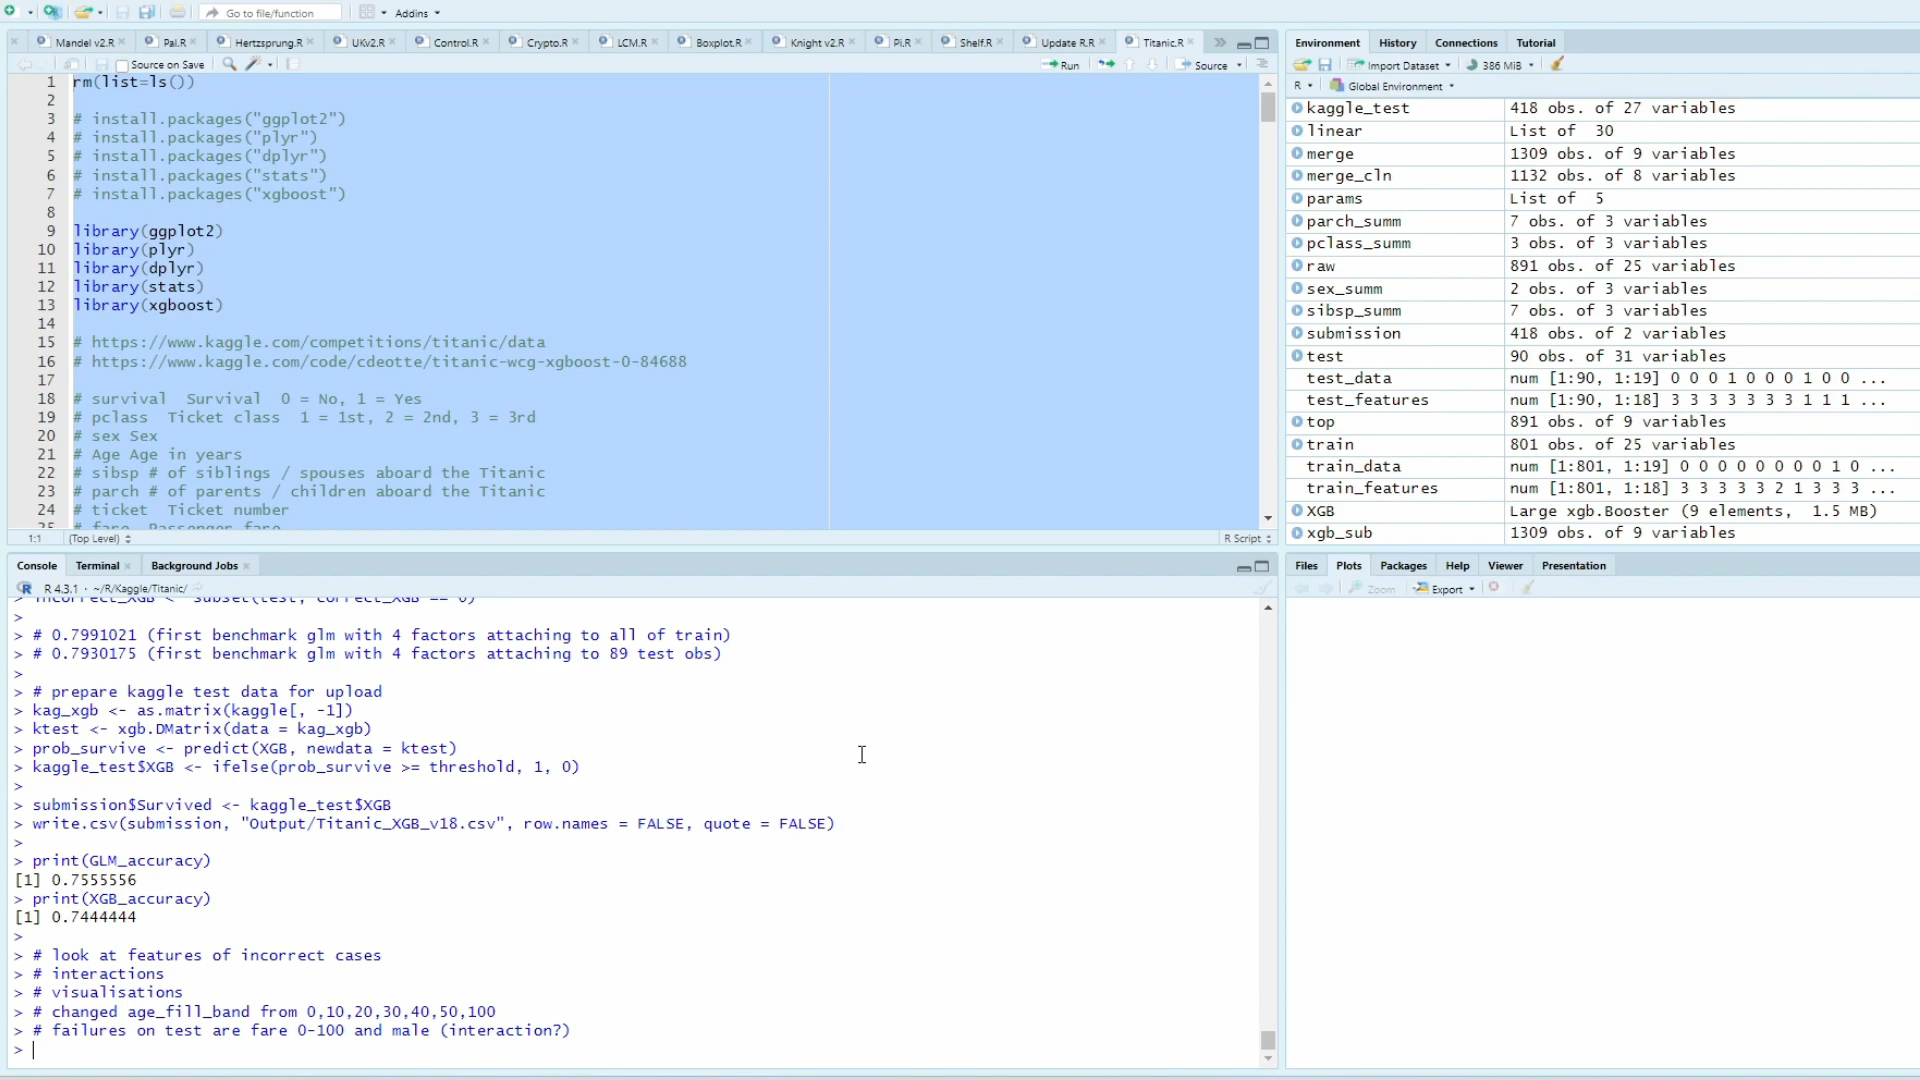 Go to file/function
Addins
Mandel v2.R
Pal.R
Hertzsprung.R
UKv2.R
Control.R
Crypto.R
LCM.R
Boxplot.R
Knight v2.R
Pi.R
Shelf.R
Update R.R
Titanic.R
Source on Save
Run
Source
1 rm(list=ls())
2
3 # install.packages("ggplot2")
4 # install.packages("plyr")
5 # install.packages("dplyr")
6 # install.packages("stats")
7 # install.packages("xgboost")
8
9 library(ggplot2)
10 library(plyr)
11 library(dplyr)
12 library(stats)
13 library(xgboost)
14
15 # https://www.kaggle.com/competitions/titanic/data
16 # https://www.kaggle.com/code/cdeotte/titanic-wcg-xgboost-0-84688
17
18 # survival Survival 0 = No, 1 = Yes
19 # pclass Ticket class 1 = 1st, 2 = 2nd, 3 = 3rd
20 # sex Sex
21 # Age Age in years
22 # sibsp # of siblings / spouses aboard the Titanic
23 # parch # of parents / children aboard the Titanic
24 # ticket Ticket number
25 # fare Passenger fare
1:1 (Top Level) R Script
Console Terminal Background Jobs
R 4.3.1 · ~/R/Kaggle/Titanic/
> incorrect_XGB <- subset(test, correct_XGB == 0)
>
> # 0.7991021 (first benchmark glm with 4 factors attaching to all of train)
> # 0.7930175 (first benchmark glm with 4 factors attaching to 89 test obs)
>
> # prepare kaggle test data for upload
> kag_xgb <- as.matrix(kaggle[, -1])
> ktest <- xgb.DMatrix(data = kag_xgb)
> prob_survive <- predict(XGB, newdata = ktest)
> kaggle_test$XGB <- ifelse(prob_survive >= threshold, 1, 0)
>
> submission$Survived <- kaggle_test$XGB
> write.csv(submission, "Output/Titanic_XGB_v18.csv", row.names = FALSE, quote = FALSE)
>
> print(GLM_accuracy)
[1] 0.7555556
> print(XGB_accuracy)
[1] 0.7444444
>
> # look at features of incorrect cases
> # interactions
> # visualisations
> # changed age_fill_band from 0,10,20,30,40,50,100
> # failures on test are fare 0-100 and male (interaction?)
>
Environment History Connections Tutorial
Import Dataset 386 MiB
R Global Environment
kaggle_test 418 obs. of 27 variables
linear List of 30
merge 1309 obs. of 9 variables
merge_cln 1132 obs. of 8 variables
params List of 5
parch_summ 7 obs. of 3 variables
pclass_summ 3 obs. of 3 variables
raw 891 obs. of 25 variables
sex_summ 2 obs. of 3 variables
sibsp_summ 7 obs. of 3 variables
submission 418 obs. of 2 variables
test 90 obs. of 31 variables
test_data num [1:90, 1:19] 0 0 0 1 0 0 0 1 0 0 ...
test_features num [1:90, 1:18] 3 3 3 3 3 3 3 1 1 1 ...
top 891 obs. of 9 variables
train 801 obs. of 25 variables
train_data num [1:801, 1:19] 0 0 0 0 0 0 0 0 1 0 ...
train_features num [1:801, 1:18] 3 3 3 3 3 2 1 3 3 3 ...
XGB Large xgb.Booster (9 elements, 1.5 MB)
xgb_sub 1309 obs. of 9 variables
Files Plots Packages Help Viewer Presentation
Zoom Export